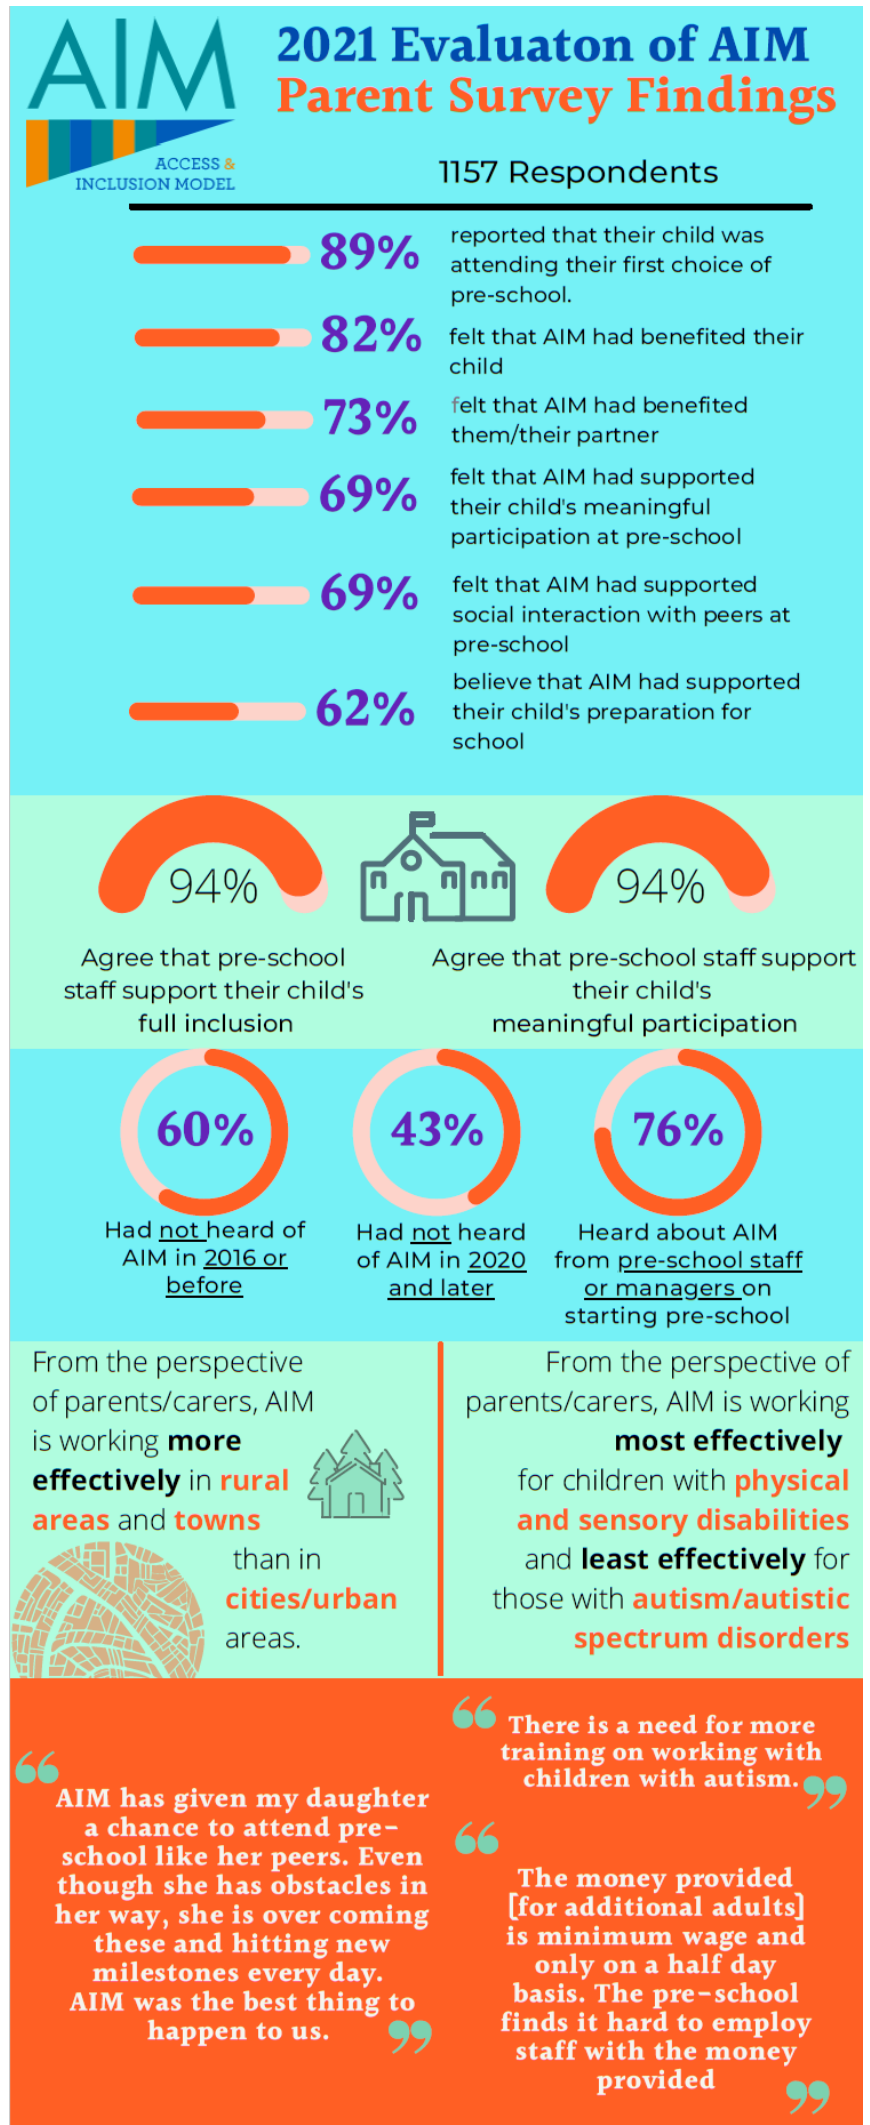 AIM
ACCESS &
INCLUSION MODEL
2021 Evaluaton of AIM
Parent Survey Findings
1157 Respondents
89%
reported that their child was
attending their first choice of
pre-school.
82%
felt that AIM had benefited their
child
73%
felt that AIM had benefited
them/their partner
69%
felt that AIM had supported
their child's meaningful
participation at pre-school
69%
felt that AIM had supported
social interaction with peers at
pre-school
62%
believe that AIM had supported
their child's preparation for
school
94%
Agree that pre-school
staff support their child's
full inclusion
94%
Agree that pre-school staff support
their child's
meaningful participation
60%
Had not heard of
AIM in 2016 or
before
43%
Had not heard
of AIM in 2020
and later
76%
Heard about AIM
from pre-school staff
or managers on
starting pre-school
From the perspective
of parents/carers, AIM
is working more
effectively in rural
areas and towns
than in
cities/urban
areas.
From the perspective of
parents/carers, AIM is working
most effectively
for children with physical
and sensory disabilities
and least effectively for
those with autism/autistic
spectrum disorders
“
AIM has given my daughter
a chance to attend pre-
school like her peers. Even
though she has obstacles in
her way, she is over coming
these and hitting new
milestones every day.
AIM was the best thing to
happen to us. ”
“ There is a need for more
training on working with
children with autism. ”
“
The money provided
[for additional adults]
is minimum wage and
only on a half day
basis. The pre-school
finds it hard to employ
staff with the money
provided ”